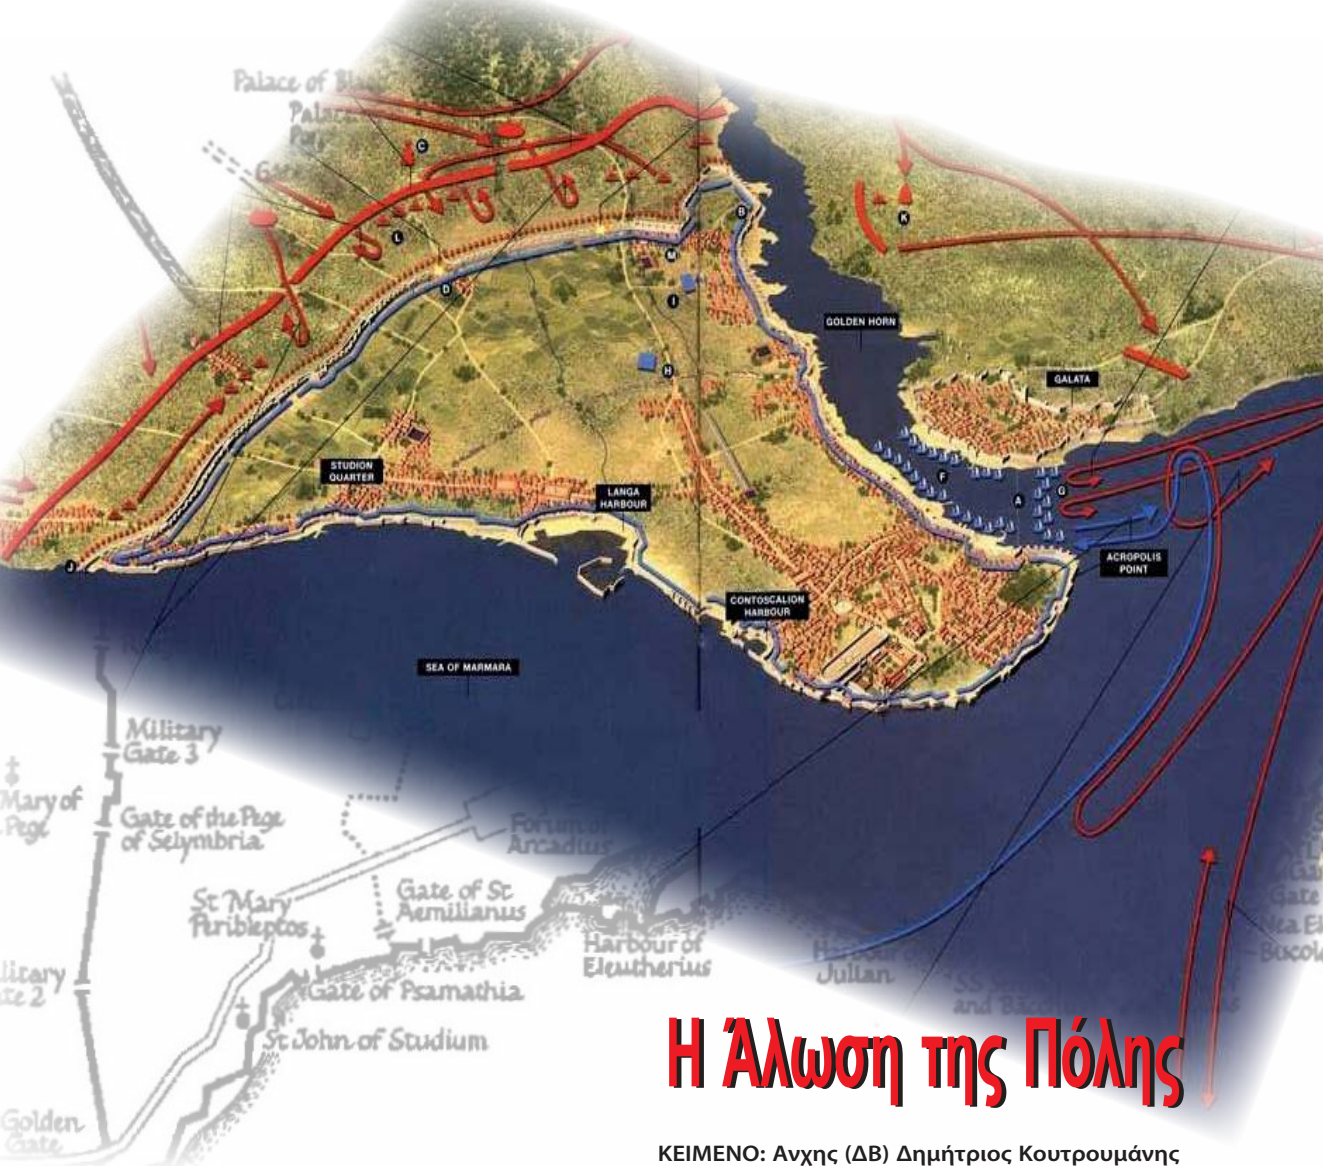 Palace of
C
K
B
L
M
D
I
GOLDEN HORN
H
GALATA
STUDION
QUARTER
LANGA
HARBOUR
F
A
G
ACROPOLIS
POINT
J
CONTOSCALION
HARBOUR
SEA OF MARMARA
Military
Gate 3
Mary of
Pege
Gate of the Pege
of Selymbria
Forum of
Arcadius
St Mary
Peribleptos
Gate of St
Aemilianus
Harbour of
Eleutherius
Harbour
Julian
Gate
Gate of Psamathia
and
St John of Studium
Golden
Gate
Η Άλωση της Πόλης
ΚΕΙΜΕΝΟ: Ανχης (ΔΒ) Δημήτριος Κουτρουμάνης